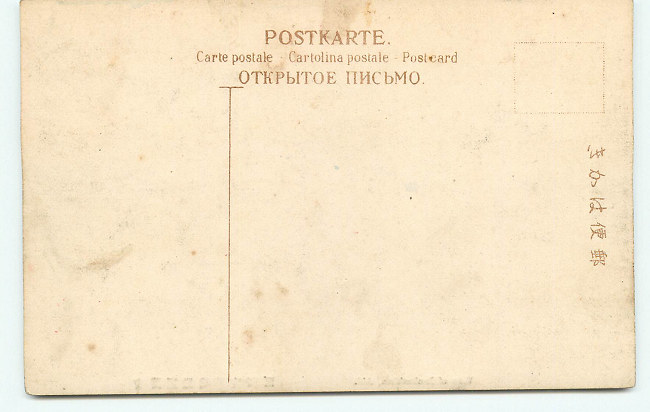 POSTKARTE.
Carte postale - Cartolina postale - Postcard
ОТКРЫТОЕ ПИСЬМО.
郵便はかき